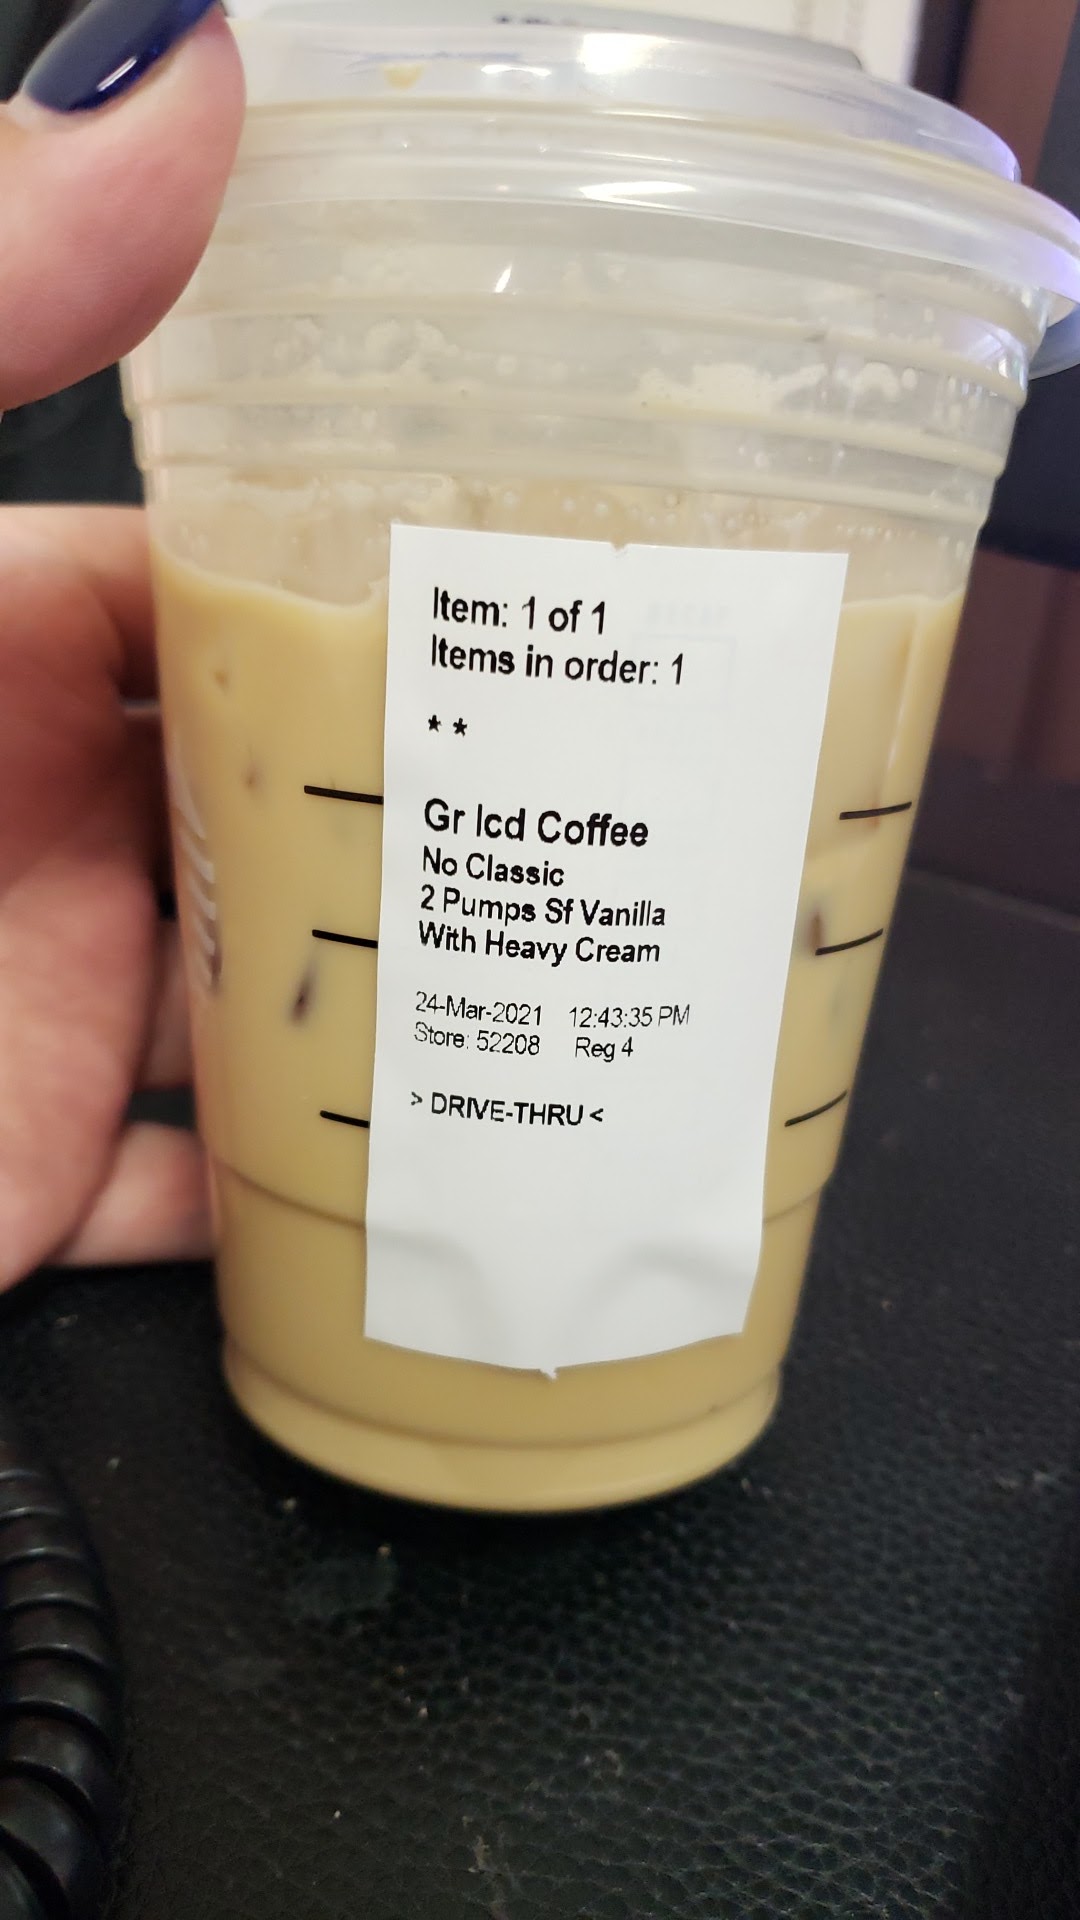 Item: 1 of 1
Items in order: 1
* *
Gr Icd Coffee
No Classic
2 Pumps Sf Vanilla
With Heavy Cream
24-Mar-2021 12:43:35 PM
Store: 52208 Reg 4
> DRIVE-THRU <